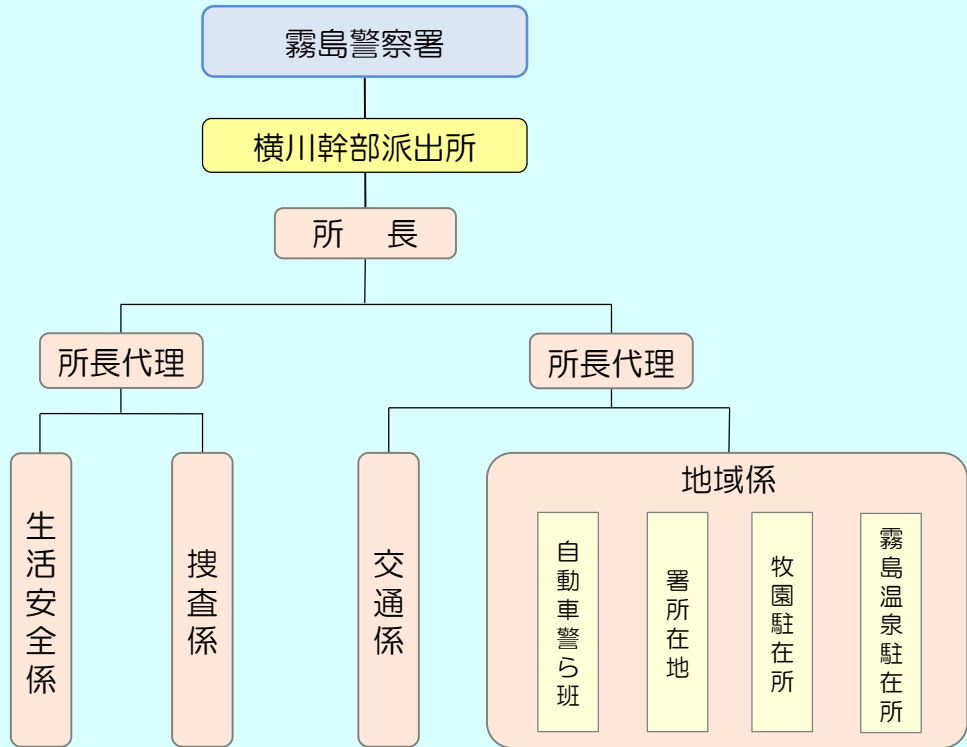 霧島警察署
横川幹部派出所
所　長
所長代理
所長代理
生活安全係
捜査係
交通係
地域係
自動車警ら班
署所在地
牧園駐在所
霧島温泉駐在所